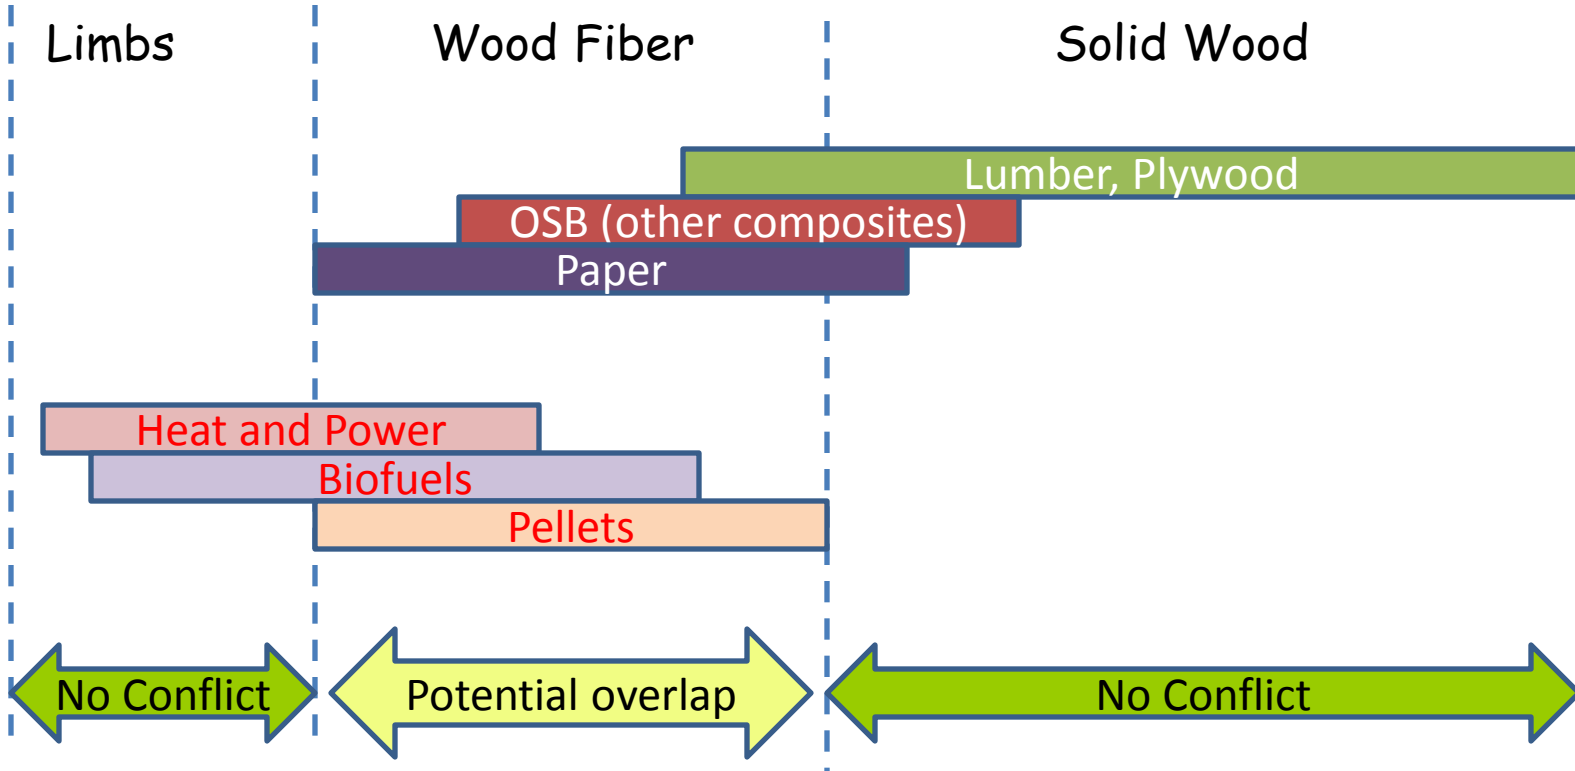 Limbs
Wood Fiber
Solid Wood
Lumber, Plywood
OSB (other composites)
Paper
Heat and Power
Biofuels
Pellets
No Conflict
Potential overlap
No Conflict